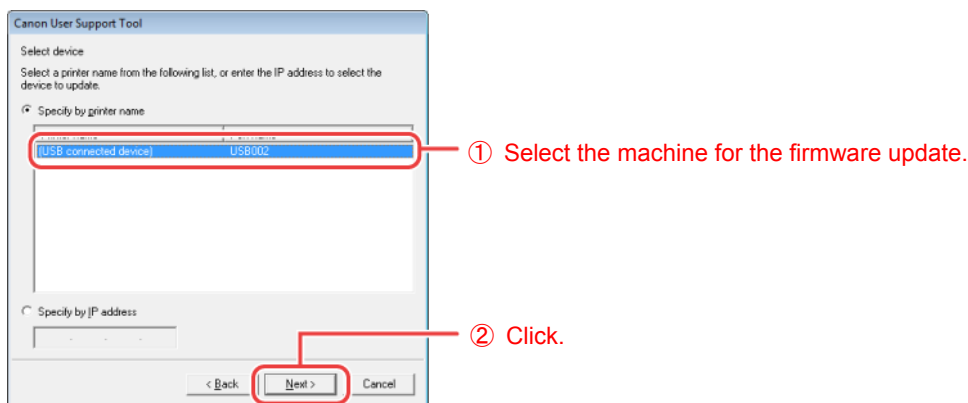 Canon User Support Tool
Select device
Select a printer name from the following list, or enter the IP address to select the
device to update.
Specify by printer name
(USB connected device) USB002
① Select the machine for the firmware update.
Specify by IP address
② Click.
< Back Next > Cancel